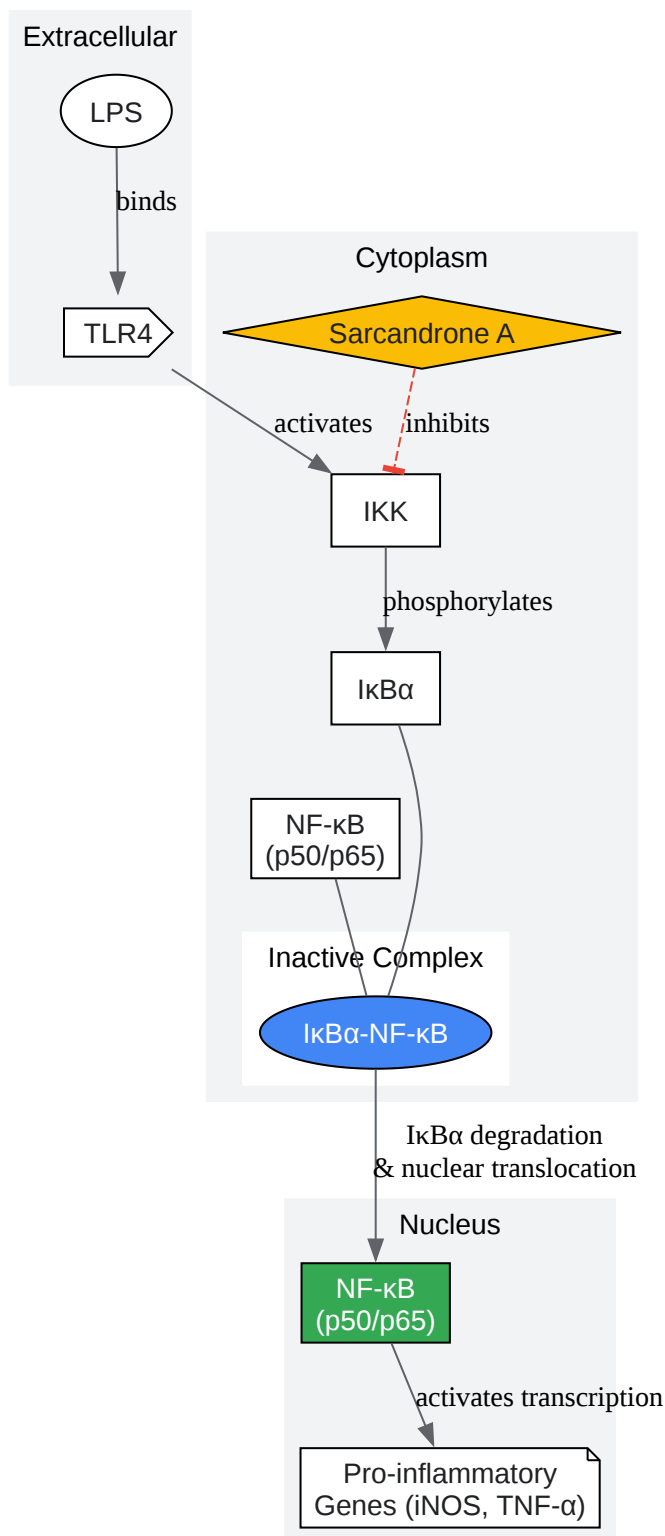 Extracellular
LPS
binds
TLR4
Cytoplasm
Sarcandrone A
activates
inhibits
IKK
phosphorylates
IκBα
NF-κB
(p50/p65)
Inactive Complex
IκBα-NF-κB
IκBα degradation
& nuclear translocation
Nucleus
NF-κB
(p50/p65)
activates transcription
Pro-inflammatory
Genes (iNOS, TNF-α)